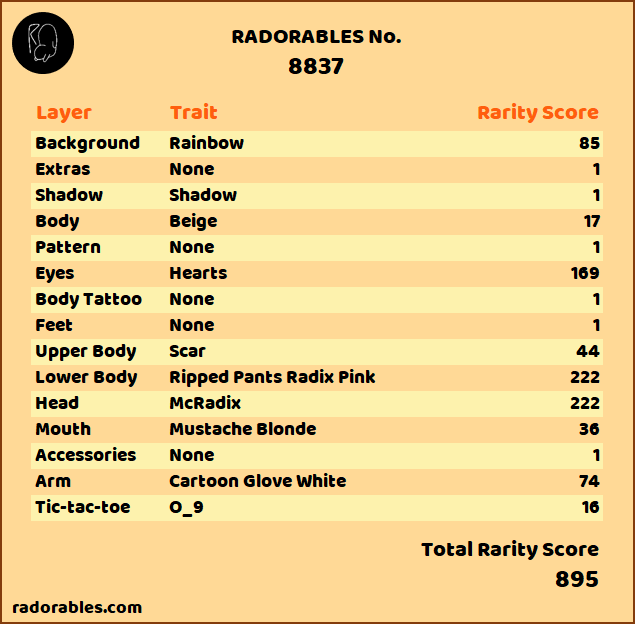 RADORABLES No.
8837
Layer Trait Rarity Score
Background Rainbow 85
Extras None 1
Shadow Shadow 1
Body Beige 17
Pattern None 1
Eyes Hearts 169
Body Tattoo None 1
Feet None 1
Upper Body Scar 44
Lower Body Ripped Pants Radix Pink 222
Head McRadix 222
Mouth Mustache Blonde 36
Accessories None 1
Arm Cartoon Glove White 74
Tic-tac-toe O_9 16
Total Rarity Score
895
radorables.com